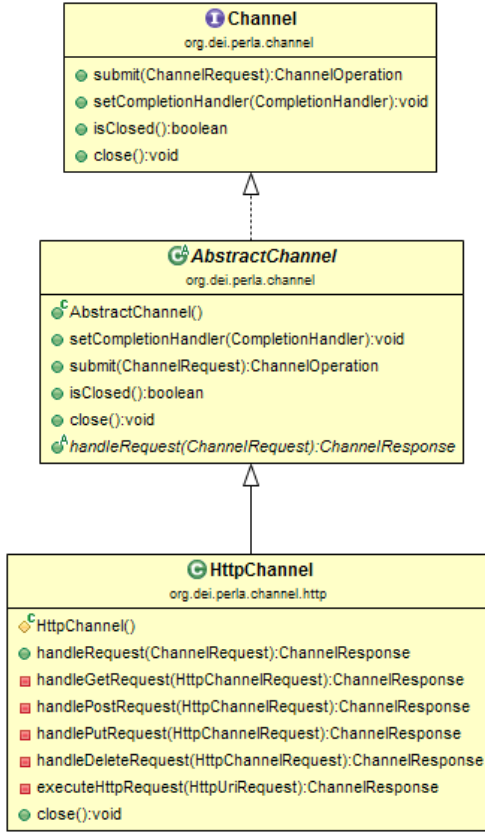 Channel
org.dei.perla.channel
submit(ChannelRequest):ChannelOperation
setCompletionHandler(CompletionHandler):void
isClosed():boolean
close():void
AbstractChannel
org.dei.perla.channel
AbstractChannel()
setCompletionHandler(CompletionHandler):void
submit(ChannelRequest):ChannelOperation
isClosed():boolean
close():void
handleRequest(ChannelRequest):ChannelResponse
HttpChannel
org.dei.perla.channel.http
HttpChannel()
handleRequest(ChannelRequest):ChannelResponse
handleGetRequest(HttpChannelRequest):ChannelResponse
handlePostRequest(HttpChannelRequest):ChannelResponse
handlePutRequest(HttpChannelRequest):ChannelResponse
handleDeleteRequest(HttpChannelRequest):ChannelResponse
executeHttpRequest(HttpUriRequest):ChannelResponse
close():void